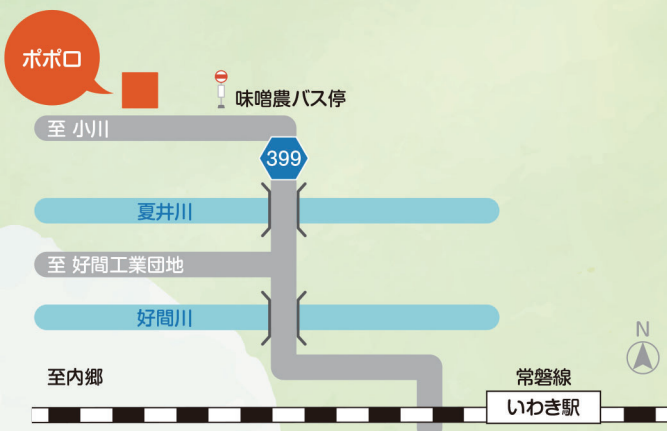 ポポロ
味噌農バス停
至 小川
399
夏井川
至 好間工業団地
好間川
N
至内郷
常磐線
いわき駅